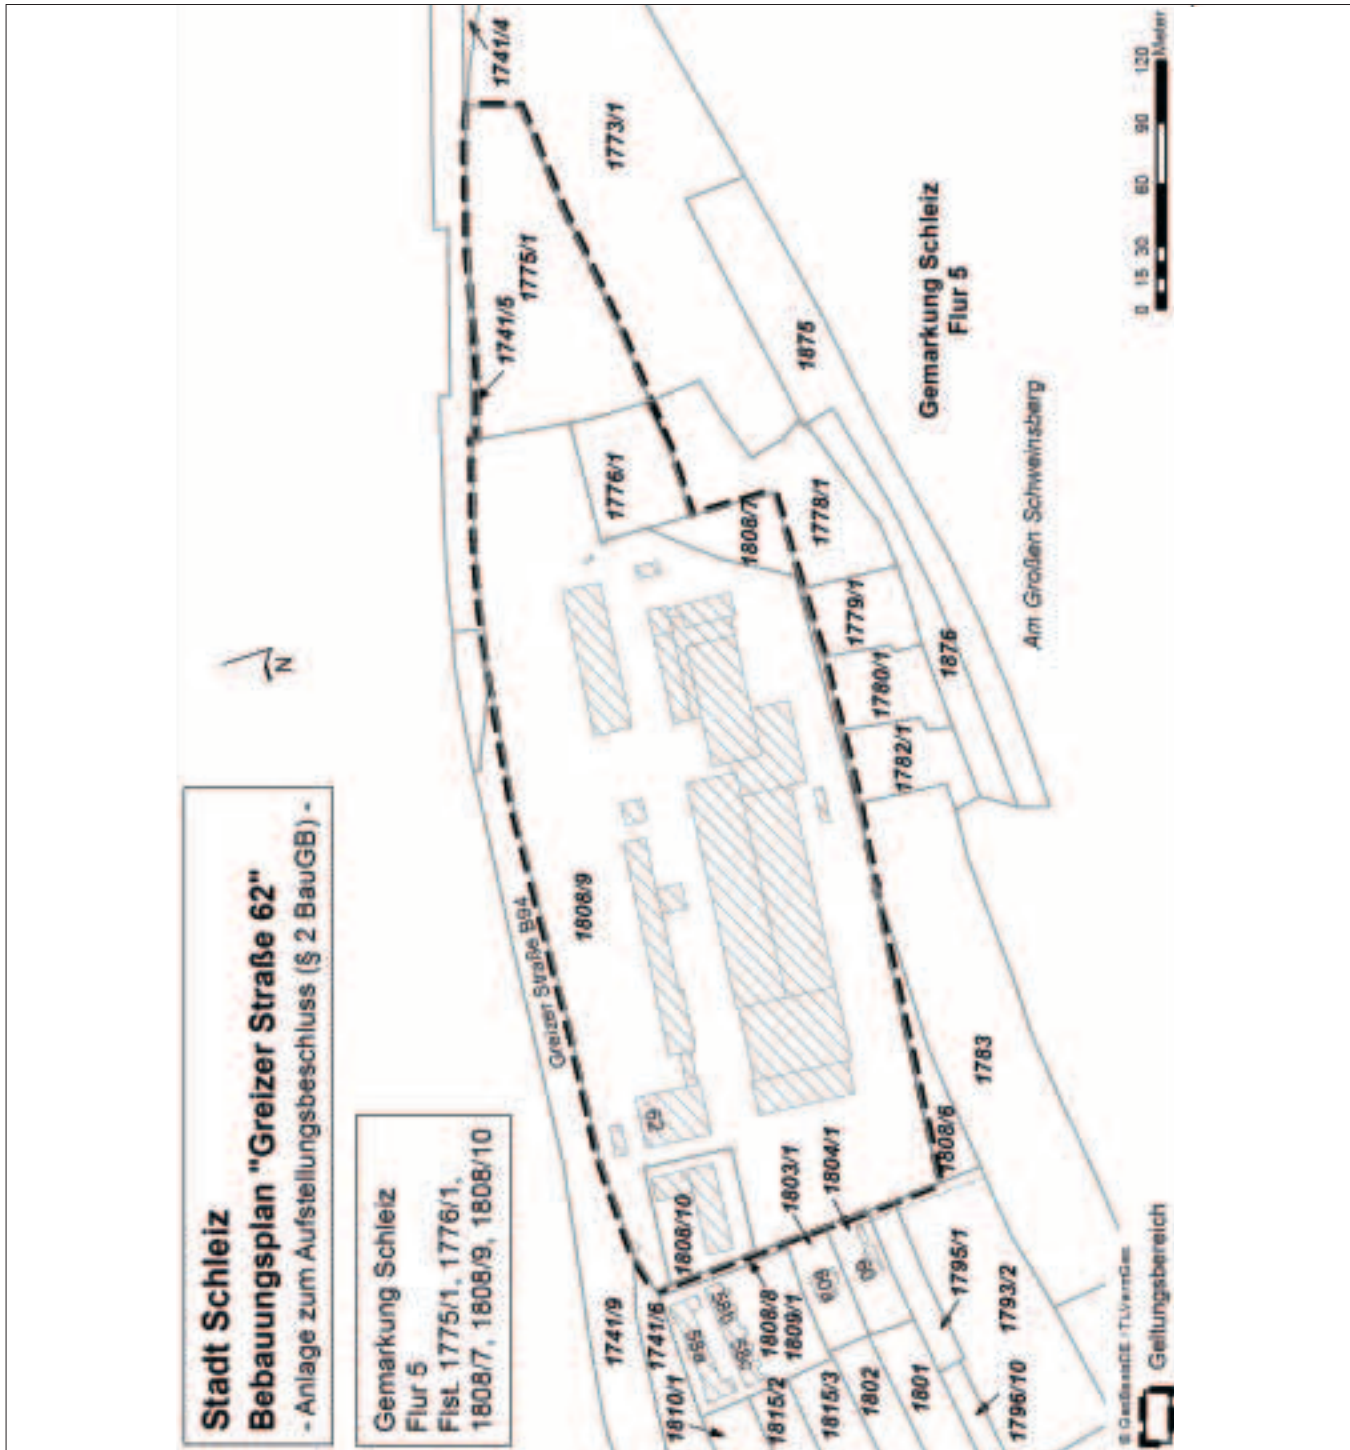 Stadt Schleiz
Bebauungsplan "Greizer Straße 62"
- Anlage zum Aufstellungsbeschluss (§ 2 BauGB) -
Gemarkung Schleiz
Flur 5
Flst. 1775/1, 1776/1,
1808/7, 1808/9, 1808/10
N
1741/4
1773/1
1775/1
1741/5
1776/1
1875
Gemarkung Schleiz
Flur 5
Am Großen Schweinsberg
0 15 30 60 90 120
Meter
1808/7
1778/1
1779/1
1780/1
1782/1
1876
Greizer Straße B94
1808/9
62
1783
1808/6
1803/1
1804/1
1808/10
1741/9
1741/6
1808/8
1809/1
60a
60
1810/1
1815/2
1815/3
1802
1801
1795/1
1793/2
1796/10
Geltungsbereich